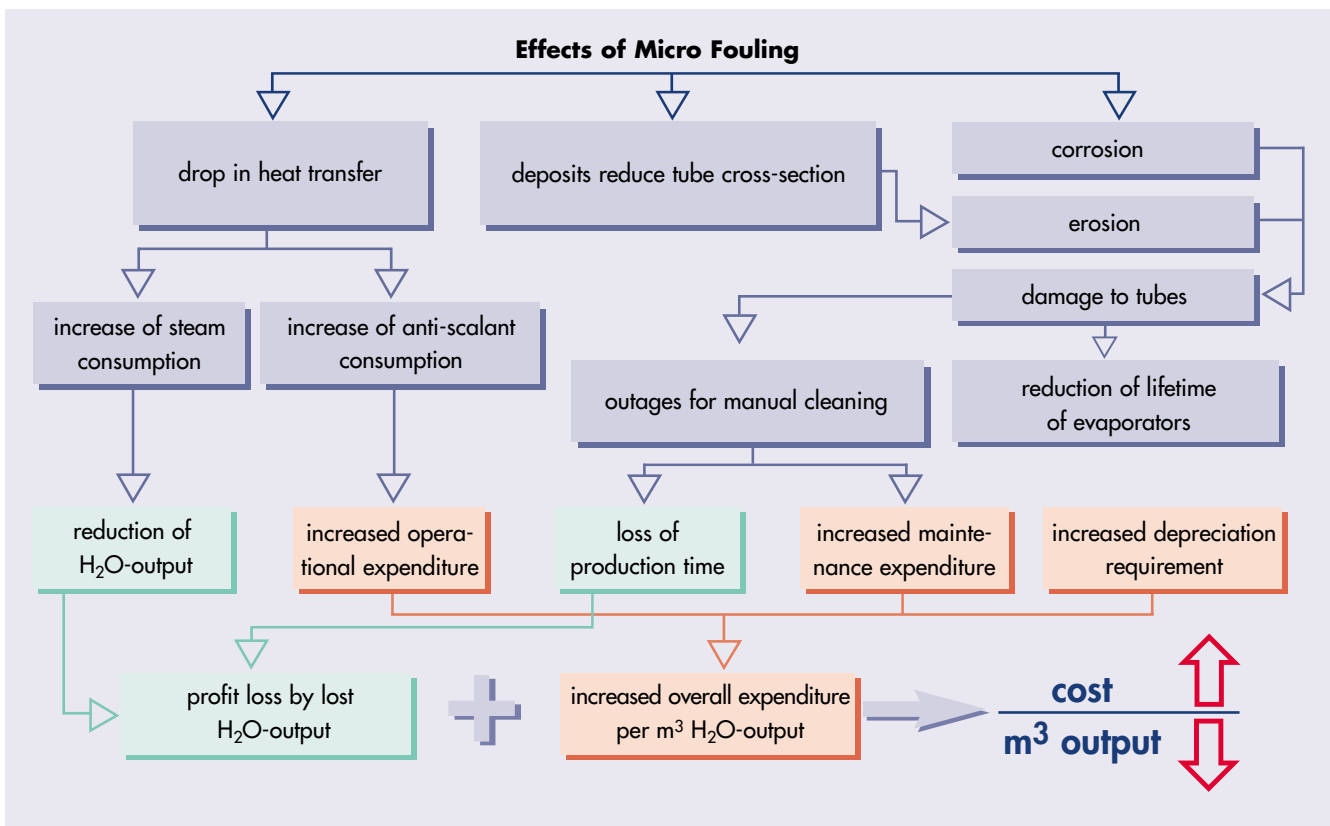 Effects of Micro Fouling
drop in heat transfer
deposits reduce tube cross-section
corrosion
erosion
damage to tubes
increase of steam
consumption
increase of anti-scalant
consumption
outages for manual cleaning
reduction of lifetime
of evaporators
reduction of
H₂O-output
increased opera-
tional expenditure
loss of
production time
increased mainte-
nance expenditure
increased depreciation
requirement
profit loss by lost
H₂O-output
+
increased overall expenditure
per m³ H₂O-output
cost
m³ output